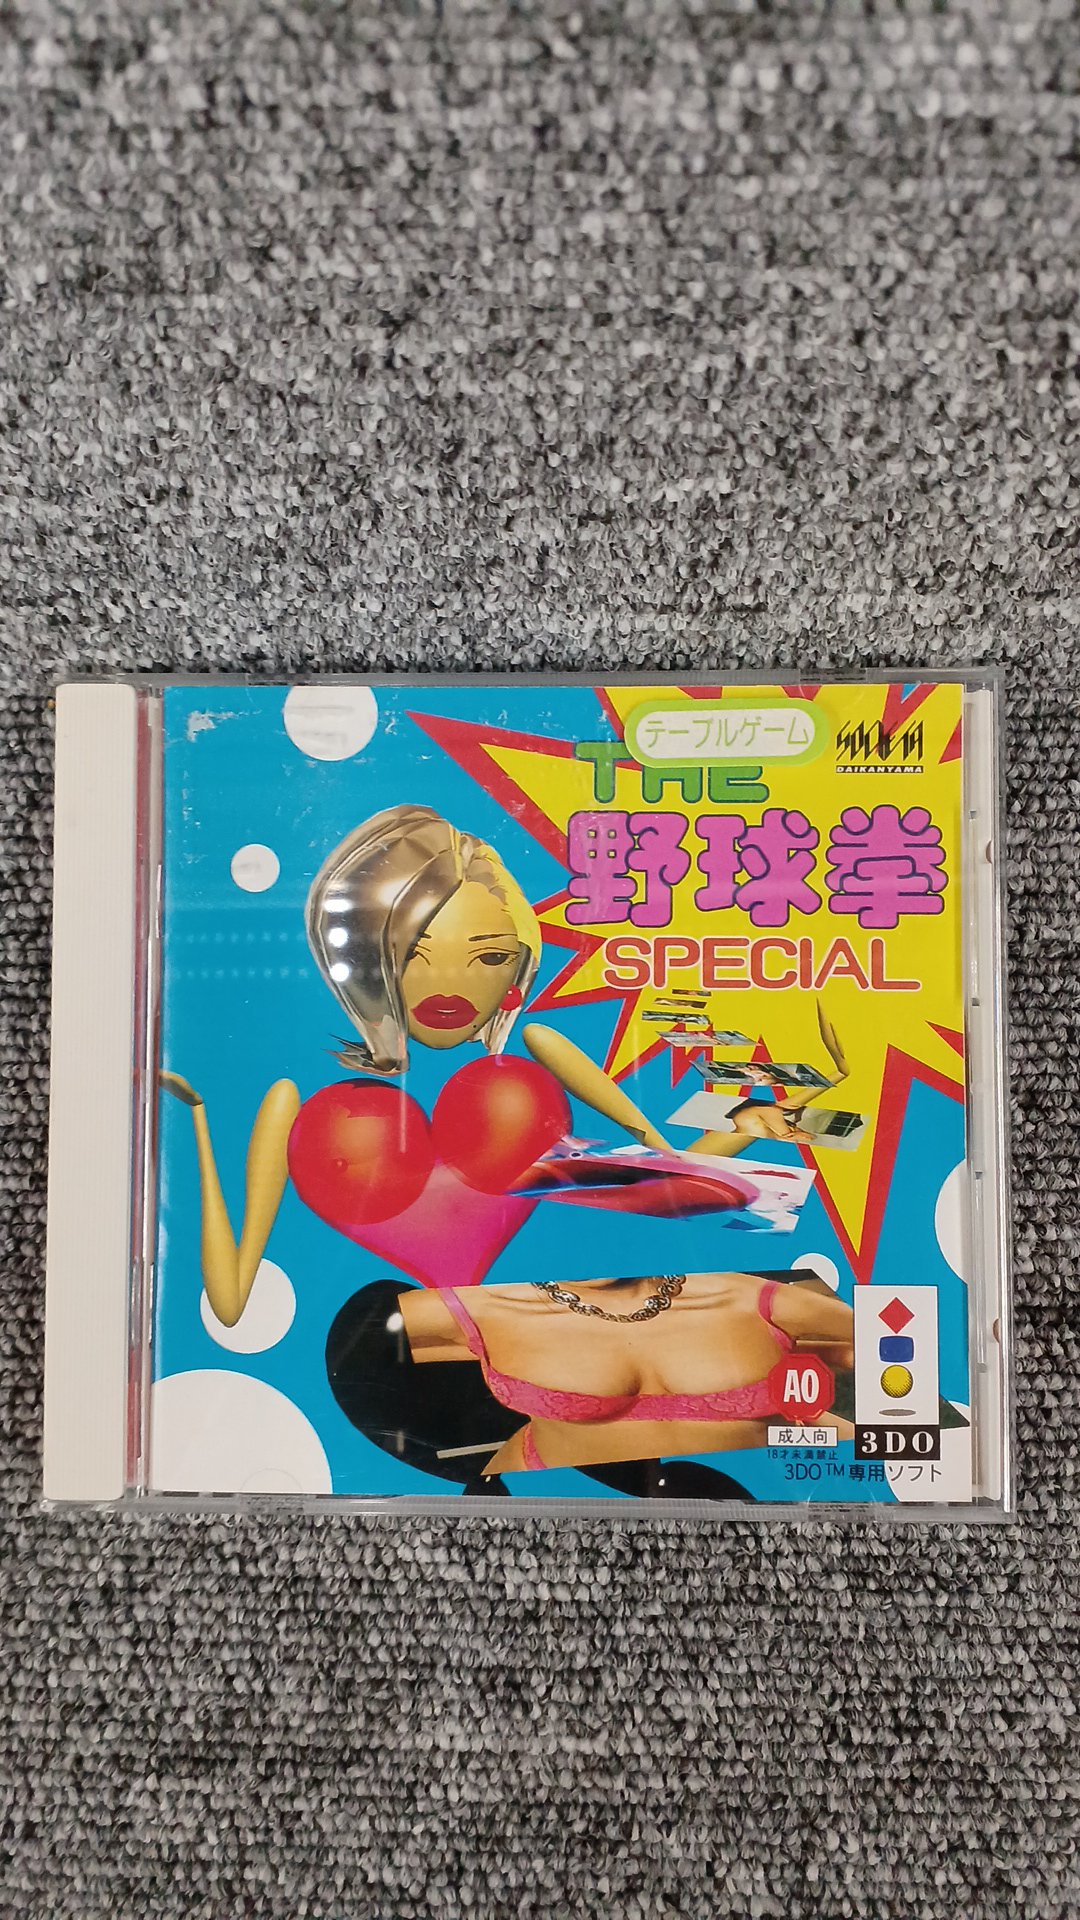 テーブルゲーム
SOCIETA
DAIKANYAMA
THE
野球拳
SPECIAL
AO
成人向
18才未満禁止
3DO
3DO™専用ソフト